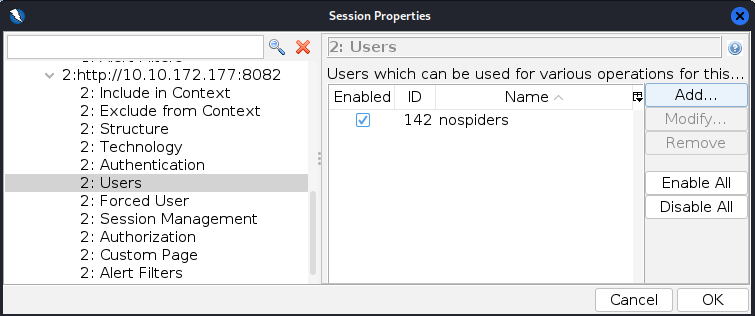 Session Properties
2: Users
2:http://10.10.172.177:8082
Users which can be used for various operations for this...
2: Include in Context
Enabled ID Name
Add...
2: Exclude from Context
142 nospiders
Modify...
2: Structure
Remove
2: Technology
2: Authentication
2: Users
Enable All
2: Forced User
Disable All
2: Session Management
2: Authorization
2: Custom Page
2: Alert Filters
Cancel OK